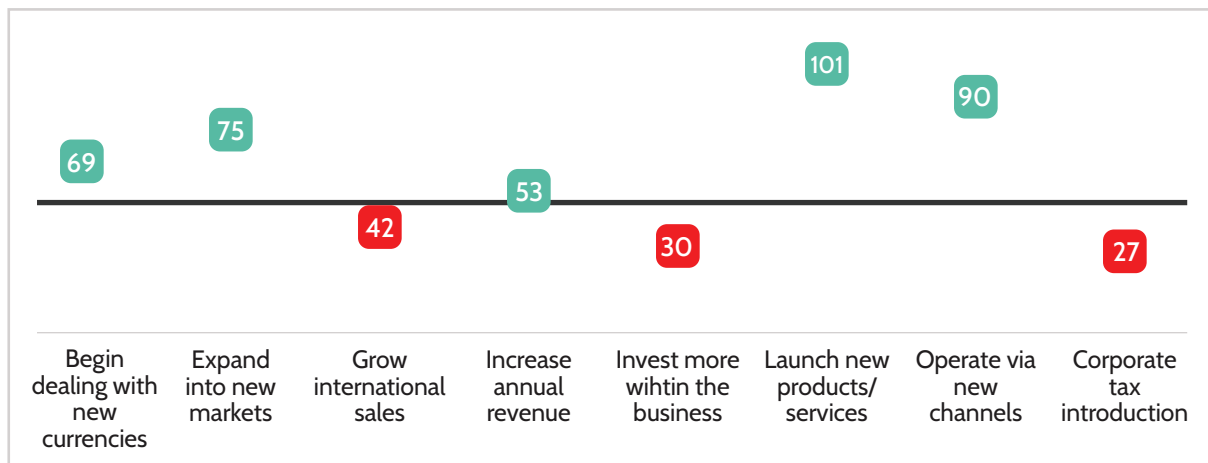 101
90
75
69
53
42
30
27
Begin
dealing with
new
currencies
Expand
into new
markets
Grow
international
sales
Increase
annual
revenue
Invest more
wihtin the
business
Launch new
products/
services
Operate via
new
channels
Corporate
tax
introduction